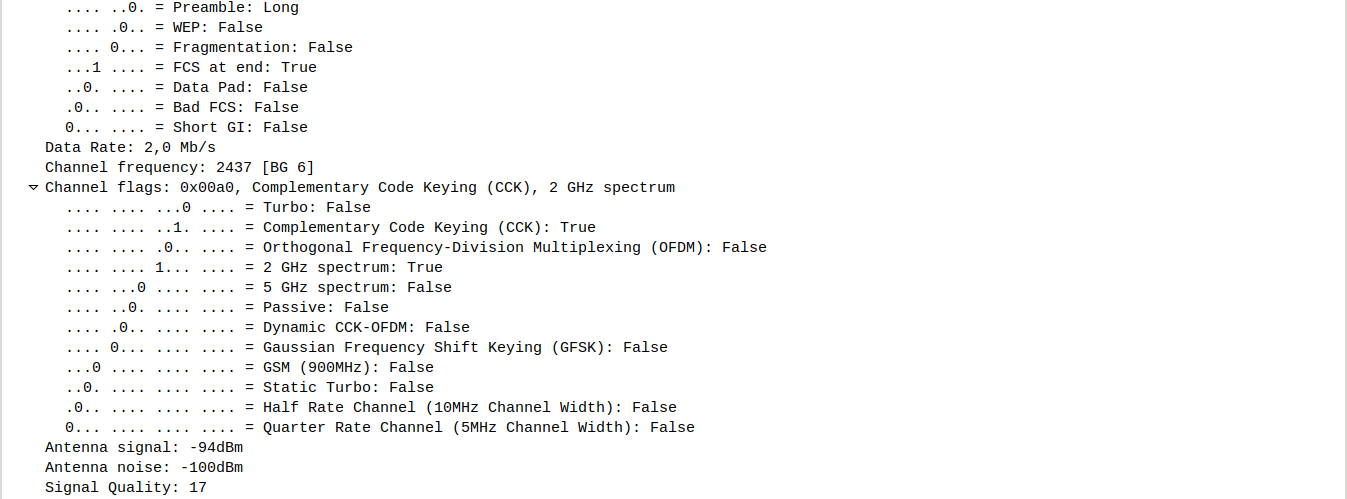 .... ..0. = Preamble: Long
.... .0.. = WEP: False
.... 0... = Fragmentation: False
...1 .... = FCS at end: True
..0. .... = Data Pad: False
.0.. .... = Bad FCS: False
0... .... = Short GI: False
Data Rate: 2,0 Mb/s
Channel frequency: 2437 [BG 6]
Channel flags: 0x00a0, Complementary Code Keying (CCK), 2 GHz spectrum
.... .... ...0 .... = Turbo: False
.... .... ..1. .... = Complementary Code Keying (CCK): True
.... .... .0.. .... = Orthogonal Frequency-Division Multiplexing (OFDM): False
.... .... 1... .... = 2 GHz spectrum: True
.... ...0 .... .... = 5 GHz spectrum: False
.... ..0. .... .... = Passive: False
.... .0.. .... .... = Dynamic CCK-OFDM: False
.... 0... .... .... = Gaussian Frequency Shift Keying (GFSK): False
...0 .... .... .... = GSM (900MHz): False
..0. .... .... .... = Static Turbo: False
.0.. .... .... .... = Half Rate Channel (10MHz Channel Width): False
0... .... .... .... = Quarter Rate Channel (5MHz Channel Width): False
Antenna signal: -94dBm
Antenna noise: -100dBm
Signal Quality: 17